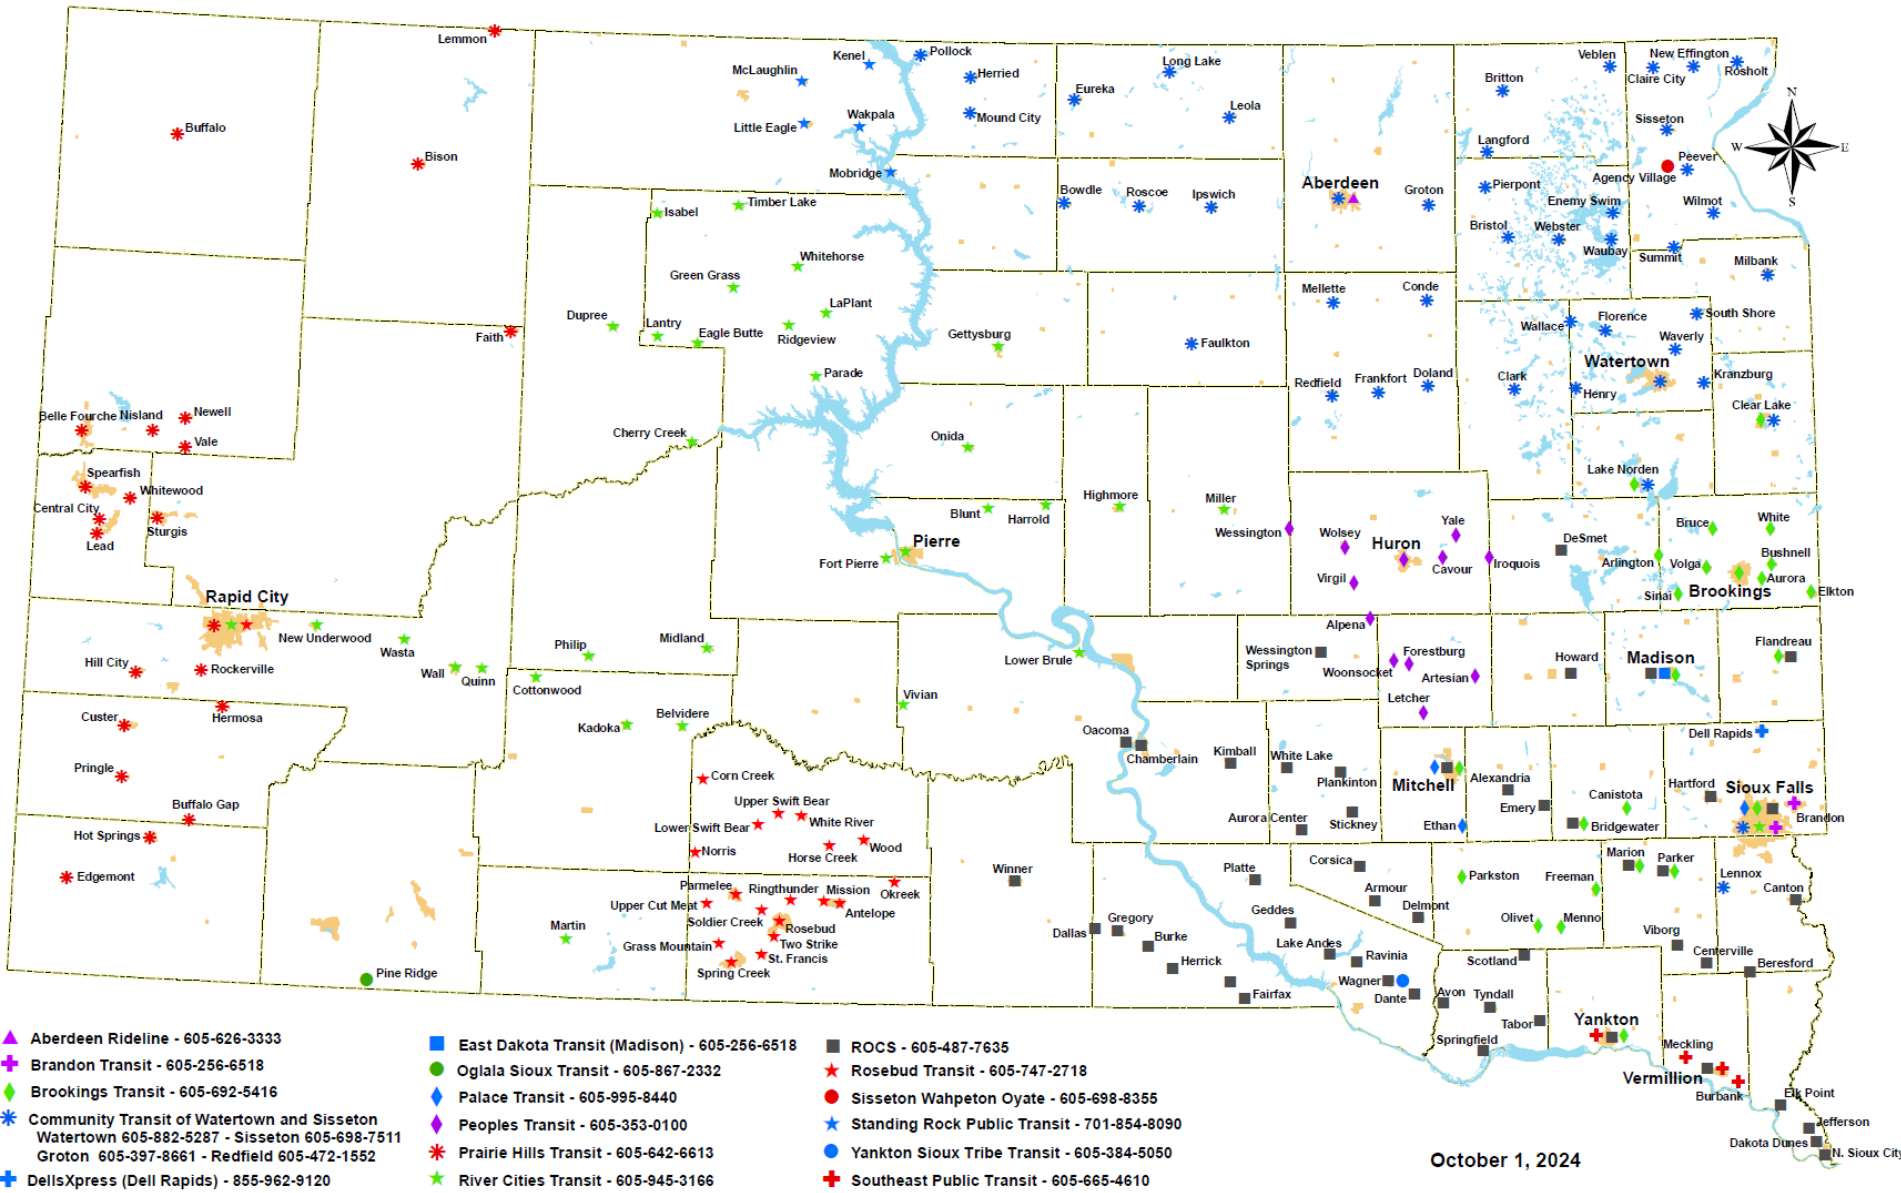 Lemmon
Kenel
Pollock
McLaughlin
Herried
Long Lake
Veblen
New Effington
Claire City
Rosholt
Britton
Eureka
Leola
Buffalo
Little Eagle
Wakpala
Mound City
Sisseton
N
W
E
S
Bison
Langford
Peever
Mobridge
Agency Village
Isabel
Timber Lake
Bowdle
Roscoe
Ipswich
Aberdeen
Groton
Pierpont
Enemy Swim
Wilmot
Bristol
Webster
Waubay
Summit
Whitehorse
Green Grass
Milbank
LaPlant
Mellette
Conde
Dupree
Lantry
Eagle Butte
Ridgeview
Gettysburg
Faulkton
Wallace
Florence
South Shore
Waverly
Faith
Watertown
Parade
Redfield
Frankfort
Doland
Clark
Henry
Kranzburg
Clear Lake
Belle Fourche
Nisland
Newell
Vale
Cherry Creek
Onida
Lake Norden
Spearfish
Whitewood
Central City
Sturgis
Lead
Blunt
Harrold
Highmore
Miller
Wessington
Wolsey
Yale
Huron
Cavour
Iroquois
Virgil
DeSmet
Bruce
White
Arlington
Volga
Bushnell
Aurora
Sinai
Brookings
Elkton
Pierre
Fort Pierre
Rapid City
New Underwood
Wasta
Philip
Midland
Alpena
Hill City
Rockerville
Wall
Quinn
Cottonwood
Lower Brule
Wessington
Springs
Woonsocket
Forestburg
Artesian
Letcher
Howard
Madison
Flandreau
Custer
Hermosa
Kadoka
Belvidere
Vivian
Oacoma
Chamberlain
Dell Rapids
Pringle
Corn Creek
Kimball
White Lake
Plankinton
Mitchell
Alexandria
Emery
Hartford
Sioux Falls
Brandon
Canistota
Buffalo Gap
Upper Swift Bear
Lower Swift Bear
White River
Aurora Center
Stickney
Ethan
Bridgewater
Hot Springs
Norris
Horse Creek
Wood
Edgemont
Winner
Platte
Corsica
Parkston
Freeman
Marion
Parker
Lennox
Canton
Parmelee
Ringthunder
Mission
Okreek
Upper Cut Meat
Antelope
Soldier Creek
Rosebud
Armour
Delmont
Martin
Grass Mountain
Two Strike
St. Francis
Spring Creek
Dallas
Gregory
Burke
Herrick
Fairfax
Geddes
Lake Andes
Ravinia
Olivet
Menno
Viborg
Centerville
Beresford
Pine Ridge
Wagner
Dante
Scotland
Avon
Tyndall
Tabor
Springfield
Yankton
Meckling
Vermillion
Burbank
Elk Point
Jefferson
Dakota Dunes
N. Sioux City
Aberdeen Rideline - 605-626-3333
Brandon Transit - 605-256-6518
Brookings Transit - 605-692-5416
Community Transit of Watertown and Sisseton
Watertown 605-882-5287 - Sisseton 605-698-7511
Groton 605-397-8661 - Redfield 605-472-1552
DellsXpress (Dell Rapids) - 855-962-9120
East Dakota Transit (Madison) - 605-256-6518
Oglala Sioux Transit - 605-867-2332
Palace Transit - 605-995-8440
Peoples Transit - 605-353-0100
Prairie Hills Transit - 605-642-6613
River Cities Transit - 605-945-3166
ROCS - 605-487-7635
Rosebud Transit - 605-747-2718
Sisseton Wahpeton Oyate - 605-698-8355
Standing Rock Public Transit - 701-854-8090
Yankton Sioux Tribe Transit - 605-384-5050
Southeast Public Transit - 605-665-4610
October 1, 2024